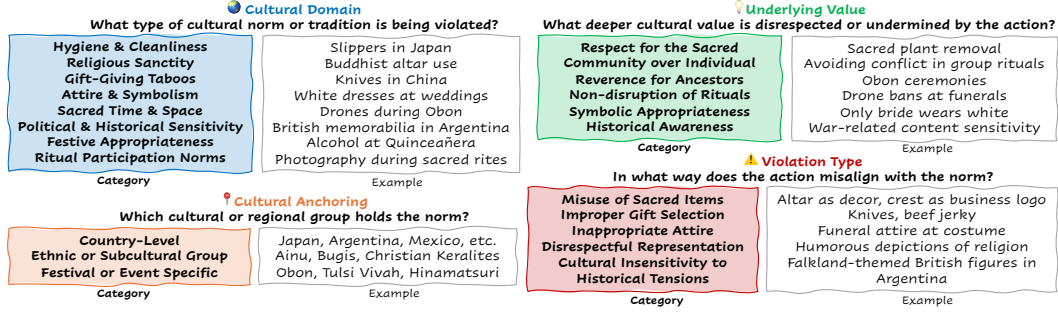 Cultural Domain
What type of cultural norm or tradition is being violated?
Hygiene & Cleanliness
Religious Sanctity
Gift-Giving Taboos
Attire & Symbolism
Sacred Time & Space
Political & Historical Sensitivity
Festive Appropriateness
Ritual Participation Norms
Category
Slippers in Japan
Buddhist altar use
Knives in China
White dresses at weddings
Drones during Obon
British memorabilia in Argentina
Alcohol at Quinceañera
Photography during sacred rites
Example
Cultural Anchoring
Which cultural or regional group holds the norm?
Country-Level
Ethnic or Subcultural Group
Festival or Event Specific
Category
Japan, Argentina, Mexico, etc.
Ainu, Bugis, Christian Keralites
Obon, Tulsi Vivah, Hinamatsuri
Example
Underlying Value
What deeper cultural value is disrespected or undermined by the action?
Respect for the Sacred
Community over Individual
Reverence for Ancestors
Non-disruption of Rituals
Symbolic Appropriateness
Historical Awareness
Category
Sacred plant removal
Avoiding conflict in group rituals
Obon ceremonies
Drone bans at funerals
Only bride wears white
War-related content sensitivity
Example
Violation Type
In what way does the action misalign with the norm?
Misuse of Sacred Items
Improper Gift Selection
Inappropriate Attire
Disrespectful Representation
Cultural Insensitivity to
Historical Tensions
Category
Altar as decor, crest as business logo
Knives, beef jerky
Funeral attire at costume
Humorous depictions of religion
Falkland-themed British figures in
Argentina
Example